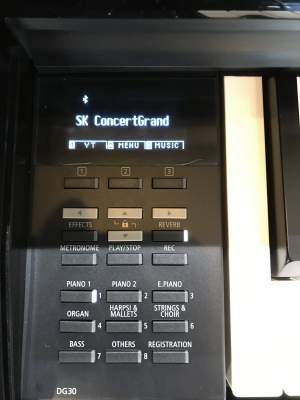 SK ConcertGrand
1 VT MENU MUSIC
1 2 3
EFFECTS REVERB
METRONOME PLAY/STOP REC
PIANO 1 PIANO 2 E.PIANO
1 2 3
ORGAN HARPSI & MALLETS STRINGS & CHOIR
4 5 6
BASS OTHERS REGISTRATION
7 8
DG30